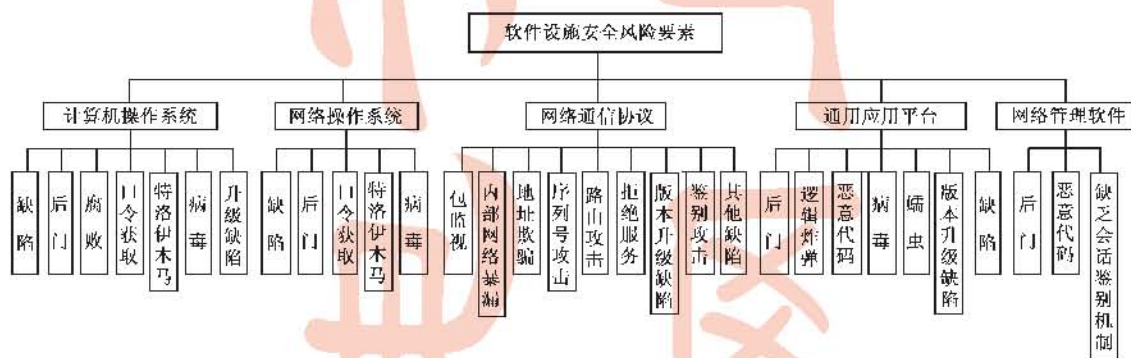 软件设施安全风险要素
计算机操作系统
网络操作系统
网络通信协议
通用应用平台
网络管理软件
缺陷
后门
腐败
口令获取
特洛伊木马
病毒
升级缺陷
缺陷
后门
口令获取
特洛伊木马
病毒
包监视
内部网络暴漏
地址欺骗
序列号攻击
路由攻击
拒绝服务
版本升级缺陷
鉴别攻击
其他缺陷
后门
逻辑炸弹
恶意代码
病毒
蠕虫
版本升级缺陷
缺陷
后门
恶意代码
缺乏会话鉴别机制